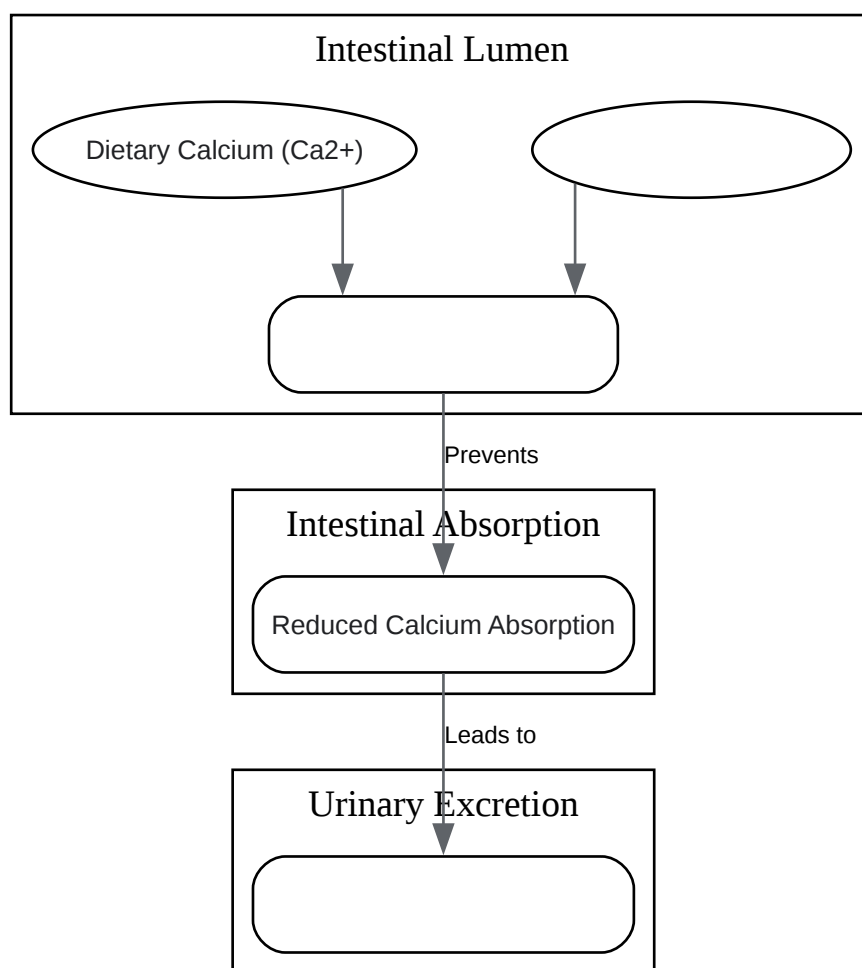 Intestinal Lumen
Dietary Calcium (Ca2+)
Prevents
Intestinal Absorption
Reduced Calcium Absorption
Leads to
Urinary Excretion